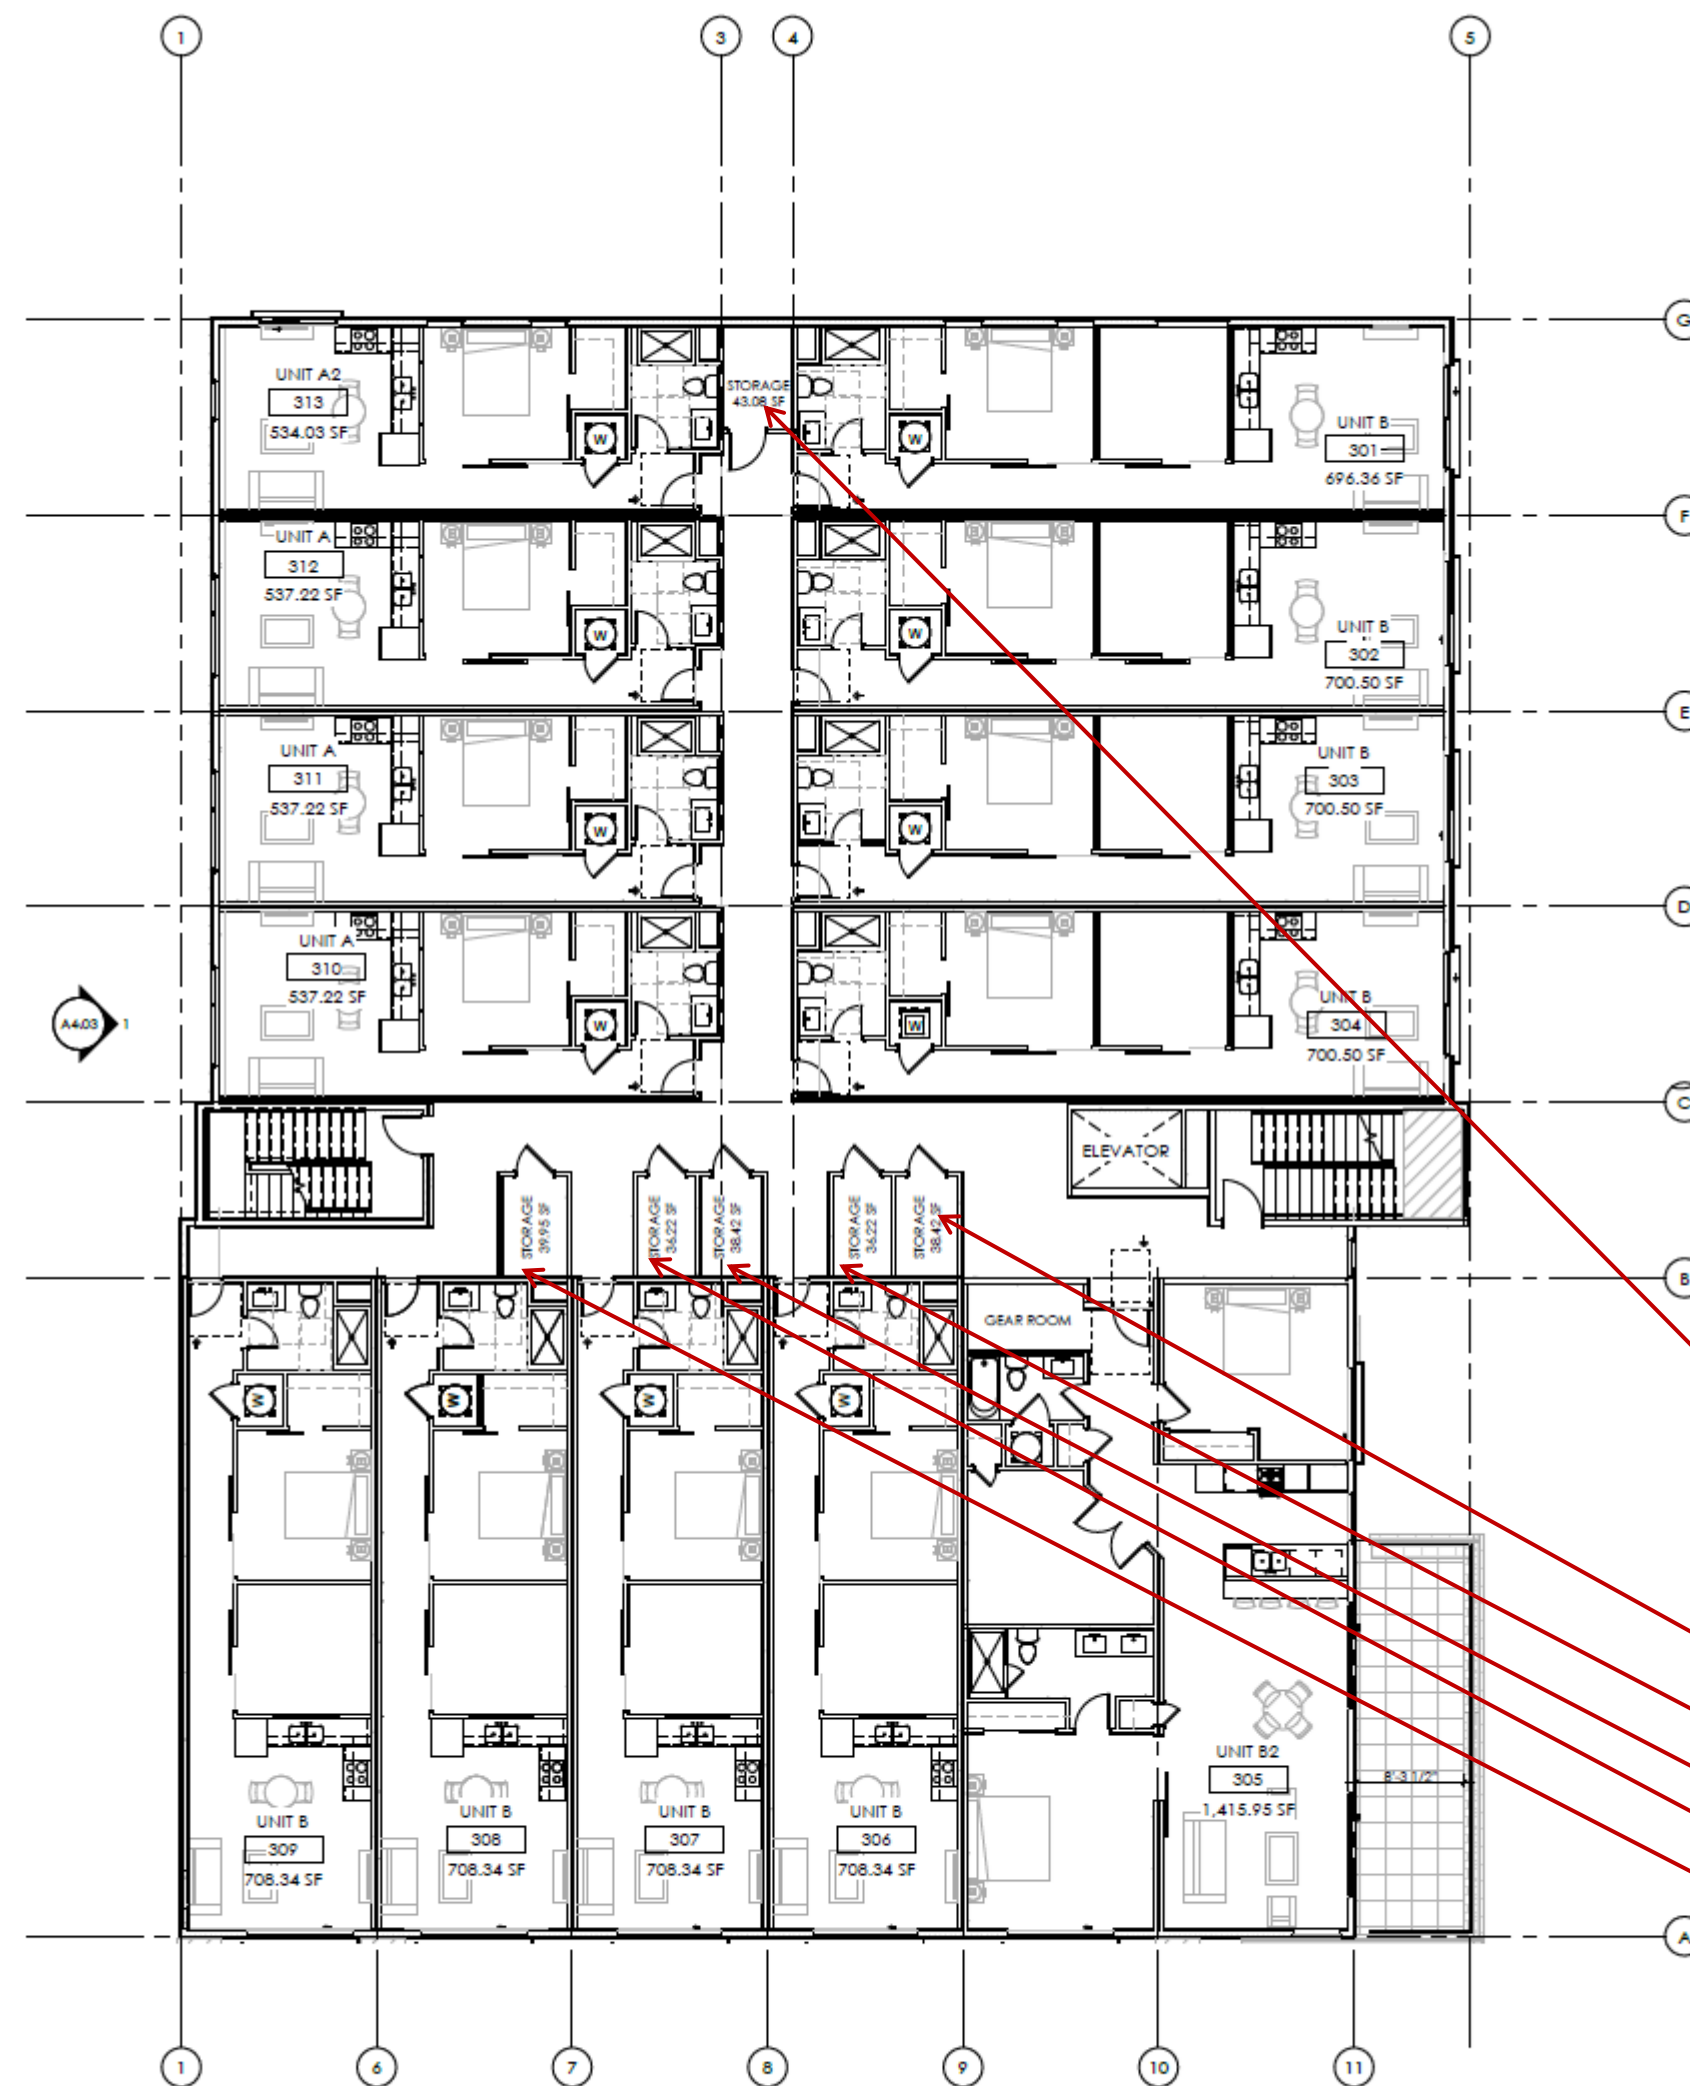 1
3
4
5
G
UNIT A2
313
534.03 SF
STORAGE
43.08 SF
W
W
UNIT B
301
696.36 SF
F
UNIT A
312
537.22 SF
W
W
UNIT B
302
700.50 SF
E
UNIT A
311
537.22 SF
W
W
UNIT B
303
700.50 SF
D
UNIT A
310
537.22 SF
W
W
UNIT B
304
700.50 SF
A4.03
1
C
ELEVATOR
STORAGE
39.95 SF
STORAGE
36.22 SF
STORAGE
38.42 SF
STORAGE
36.22 SF
STORAGE
38.42 SF
B
GEAR ROOM
W
W
W
W
UNIT B
309
708.34 SF
UNIT B
308
708.34 SF
UNIT B
307
708.34 SF
UNIT B
306
708.34 SF
UNIT B2
305
1,415.95 SF
8'-3 1/2"
A
1
6
7
8
9
10
11